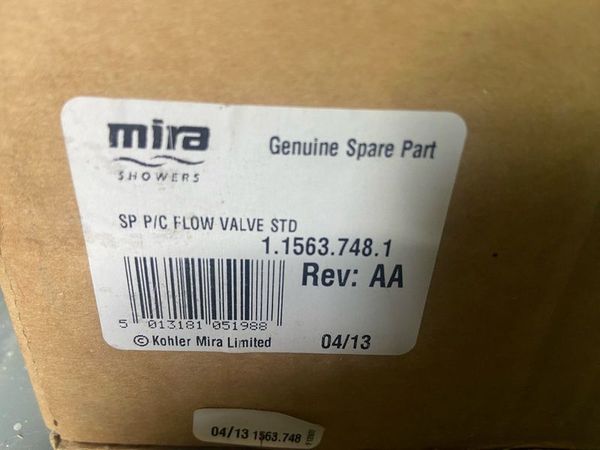 mira
SHOWERS
Genuine Spare Part
SP P/C FLOW VALVE STD
1.1563.748.1
Rev: AA
5 013181 051988
© Kohler Mira Limited
04/13
04/13 1563.748